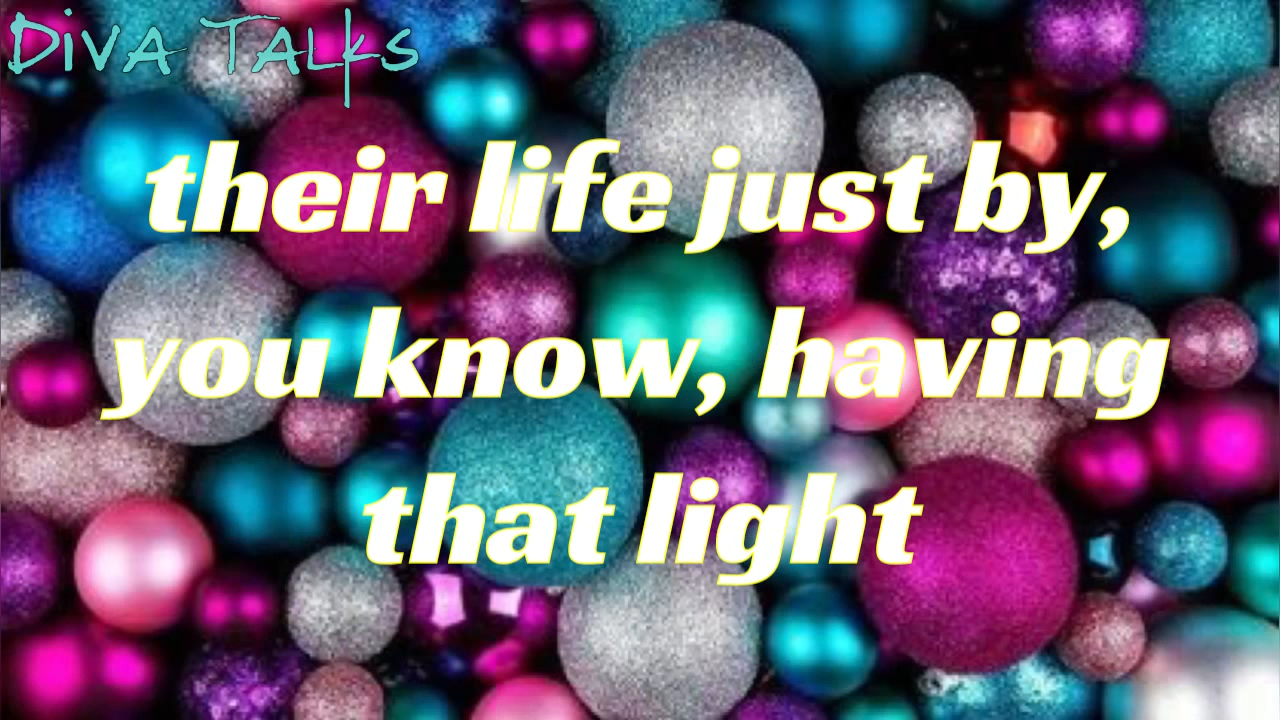 Diva Talks
their life just by,
you know, having
that light